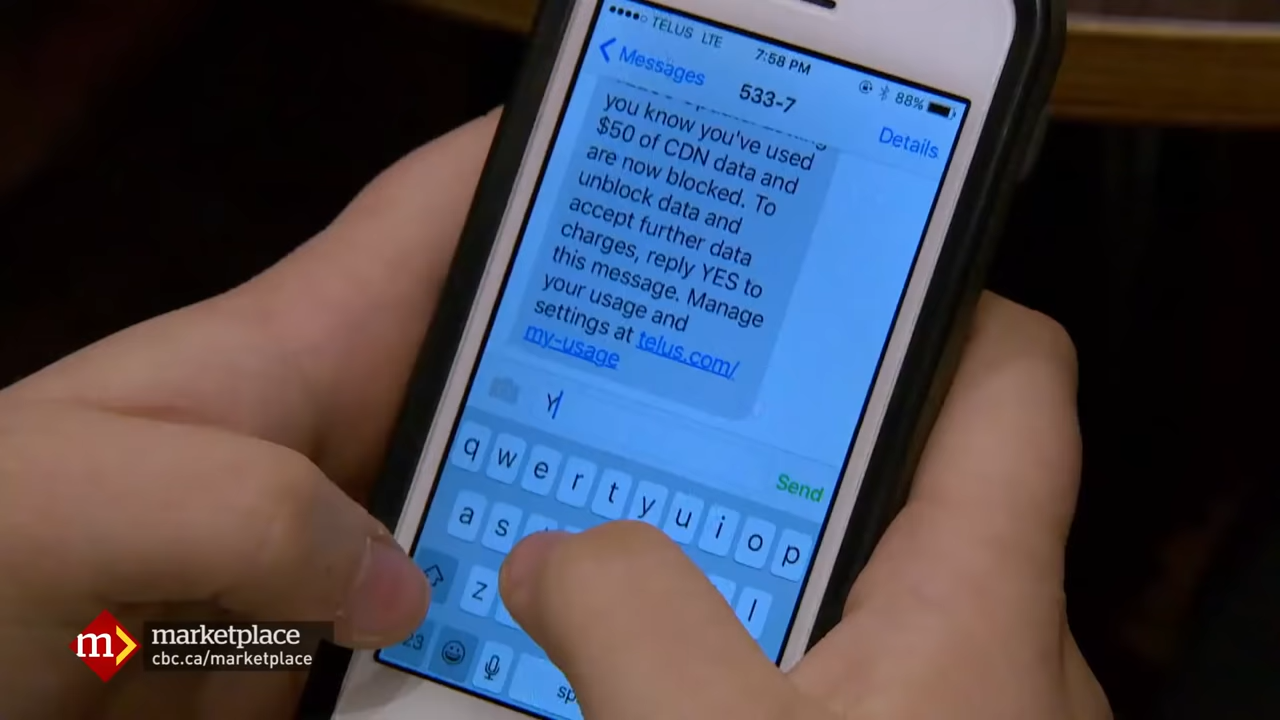 TELUS LTE 7:58 PM 88%
Messages 533-7 Details
you know you've used
$50 of CDN data and
are now blocked. To
unblock data and
accept further data
charges, reply YES to
this message. Manage
your usage and
settings at telus.com/
my-usage
Y
Send
q w e r t y u i o p
a s
z l
23
sp
m marketplace
cbc.ca/marketplace